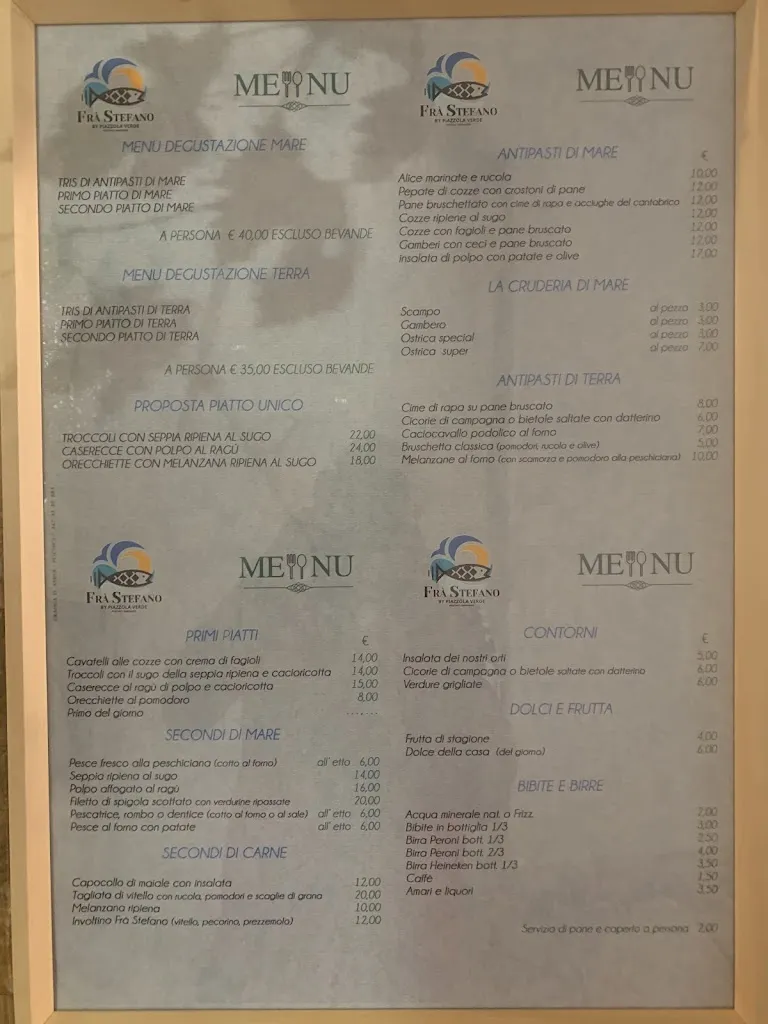 FRÀ STEFANO
BY PIAZZOLA VERDE
MENU
MENU DEGUSTAZIONE MARE
TRIS DI ANTIPASTI DI MARE
PRIMO PIATTO DI MARE
SECONDO PIATTO DI MARE
A PERSONA € 40,00 ESCLUSO BEVANDE
MENU DEGUSTAZIONE TERRA
TRIS DI ANTIPASTI DI TERRA
PRIMO PIATTO DI TERRA
SECONDO PIATTO DI TERRA
A PERSONA € 35,00 ESCLUSO BEVANDE
PROPOSTA PIATTO UNICO
TROCCOLI CON SEPPIA RIPIENA AL SUGO 22,00
CASERECCE CON POLPO AL RAGÙ 24,00
ORECCHIETTE CON MELANZANA RIPIENA AL SUGO 18,00
FRÀ STEFANO
BY PIAZZOLA VERDE
MENU
ANTIPASTI DI MARE €
Alice marinate e rucola 10,00
Pepate di cozze con crostoni di pane 12,00
Pane bruschettato con cime di rapa e acciughe del cantabrico 12,00
Cozze ripiene al sugo 12,00
Cozze con fagioli e pane bruscato 12,00
Gamberi con ceci e pane bruscato 12,00
insalata di polpo con patate e olive 17,00
LA CRUDERIA DI MARE
Scampo al pezzo 3,00
Gambero al pezzo 3,00
Ostrica special al pezzo 3,00
Ostrica super al pezzo 7,00
ANTIPASTI DI TERRA
Cime di rapa su pane bruscato 8,00
Cicorie di campagna o bietole saltate con datterino 6,00
Caciocavallo podolico al forno 7,00
Bruschetta classica (pomodori, rucola e olive) 5,00
Melanzane al forno (con scamorza e pomodoro alla peschiciana) 10,00
FRÀ STEFANO
BY PIAZZOLA VERDE
MENU
PRIMI PIATTI €
Cavatelli alle cozze con crema di fagioli 14,00
Troccoli con il sugo della seppia ripiena e cacioricotta 14,00
Caserecce al ragù di polpo e cacioricotta 15,00
Orecchiette al pomodoro 8,00
Primo del giorno ...,...
SECONDI DI MARE
Pesce fresco alla peschiciana (cotto al forno) all' etto 6,00
Seppia ripiena al sugo 14,00
Polpo affogato al ragù 16,00
Filetto di spigola scottato con verdurine ripassate 20,00
Pescatrice, rombo o dentice (cotto al forno o al sale) all' etto 6,00
Pesce al forno con patate all' etto 6,00
SECONDI DI CARNE
Capocollo di maiale con insalata 12,00
Tagliata di vitello con rucola, pomodori e scaglie di grana 20,00
Melanzana ripiena 10,00
Involtino Frà Stefano (vitello, pecorino, prezzemolo) 12,00
FRÀ STEFANO
BY PIAZZOLA VERDE
MENU
CONTORNI €
Insalata dei nostri orti 5,00
Cicorie di campagna o bietole saltate con datterino 6,00
Verdure grigliate 6,00
DOLCI E FRUTTA
Frutta di stagione 4,00
Dolce della casa (del giorno) 6,00
BIBITE E BIRRE
Acqua minerale nat. o Frizz. 2,00
Bibite in bottiglia 1/3 3,00
Birra Peroni bott. 1/3 2,50
Birra Peroni bott. 2/3 4,00
Birra Heineken bott. 1/3 3,50
Caffè 1,50
Amari e liquori 3,50
Servizio di pane e coperto a persona 2,00